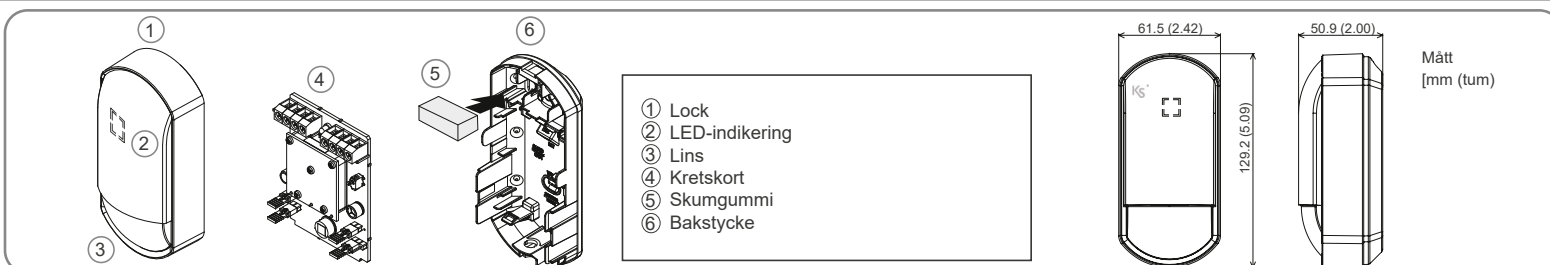 1
2
3
4
5
6
1 Lock
2 LED-indikering
3 Lins
4 Kretskort
5 Skumgummi
6 Bakstycke
61.5 (2.42)
50.9 (2.00)
129.2 (5.09)
KS
Mått
[mm (tum)